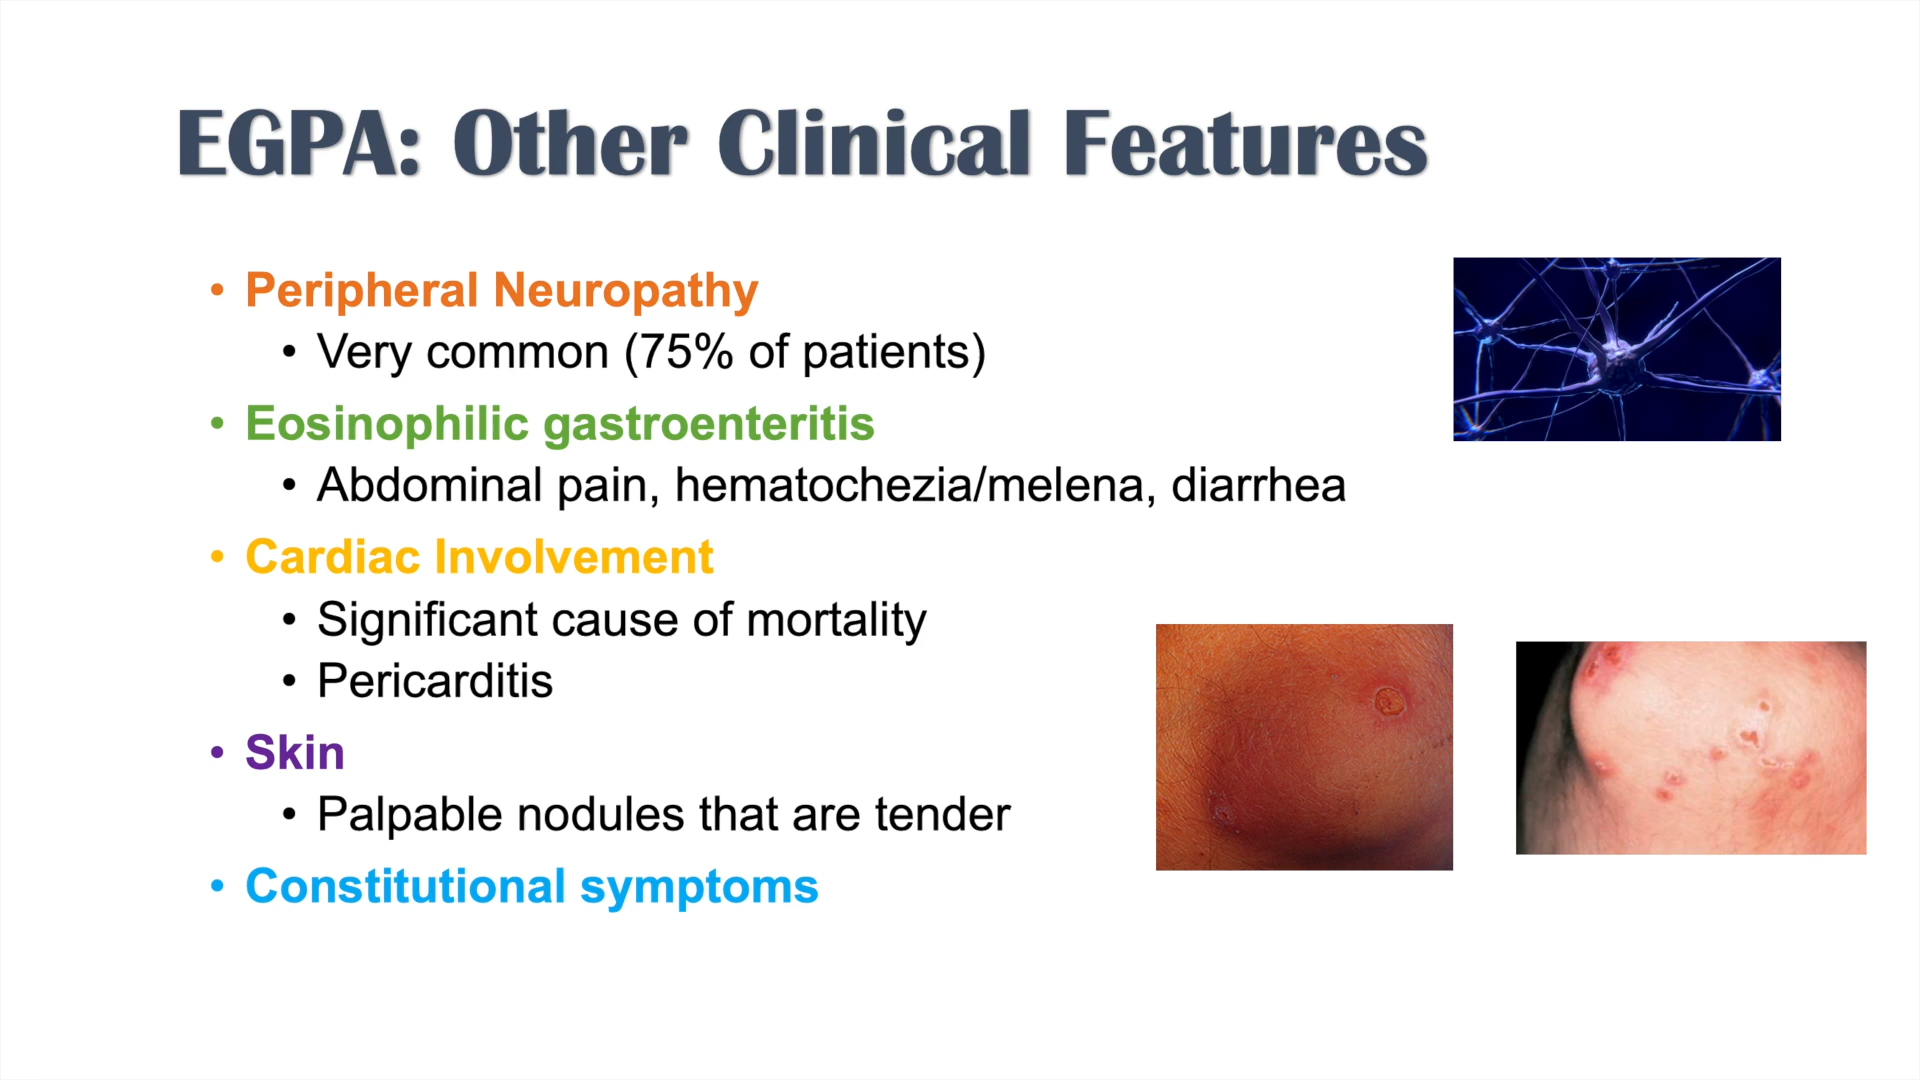 EGPA: Other Clinical Features
• Peripheral Neuropathy
• Very common (75% of patients)
• Eosinophilic gastroenteritis
• Abdominal pain, hematochezia/melena, diarrhea
• Cardiac Involvement
• Significant cause of mortality
• Pericarditis
• Skin
• Palpable nodules that are tender
• Constitutional symptoms